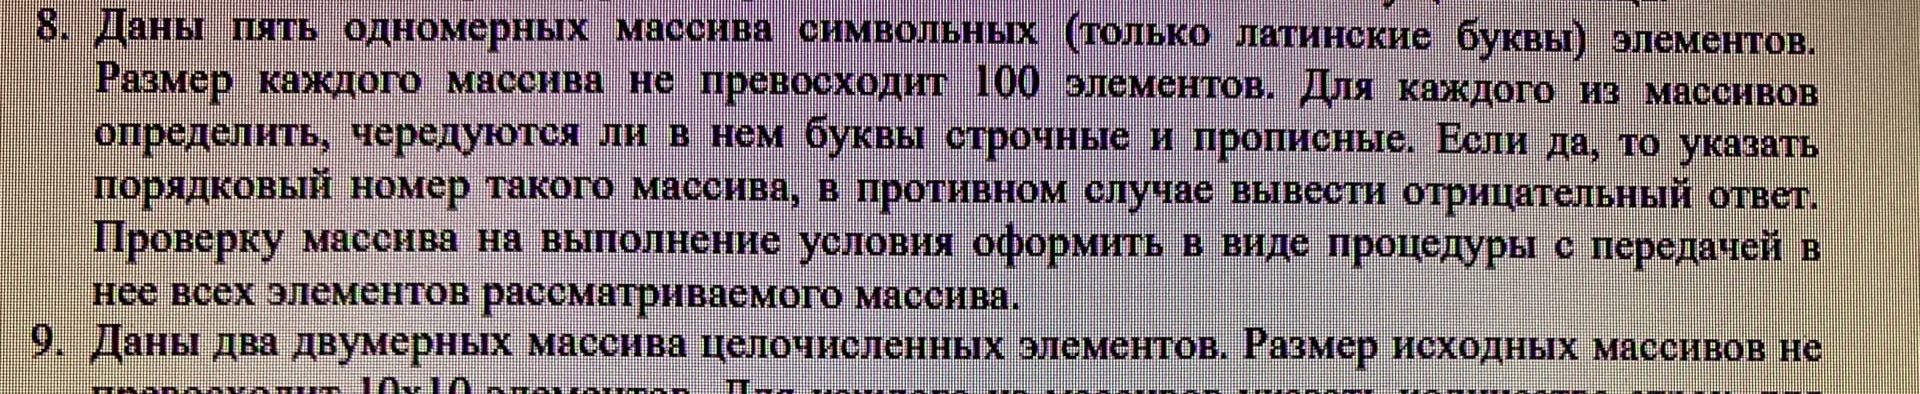 8. Даны пять одномерных массива символьных (только латинские буквы) элементов.
Размер каждого массива не превосходит 100 элементов. Для каждого из массивов
определить, чередуются ли в нем буквы строчные и прописные. Если да, то указать
порядковый номер такого массива, в противном случае вывести отрицательный ответ.
Проверку массива на выполнение условия оформить в виде процедуры с передачей в
нее всех элементов рассматриваемого массива.
9. Даны два двумерных массива целочисленных элементов. Размер исходных массивов не